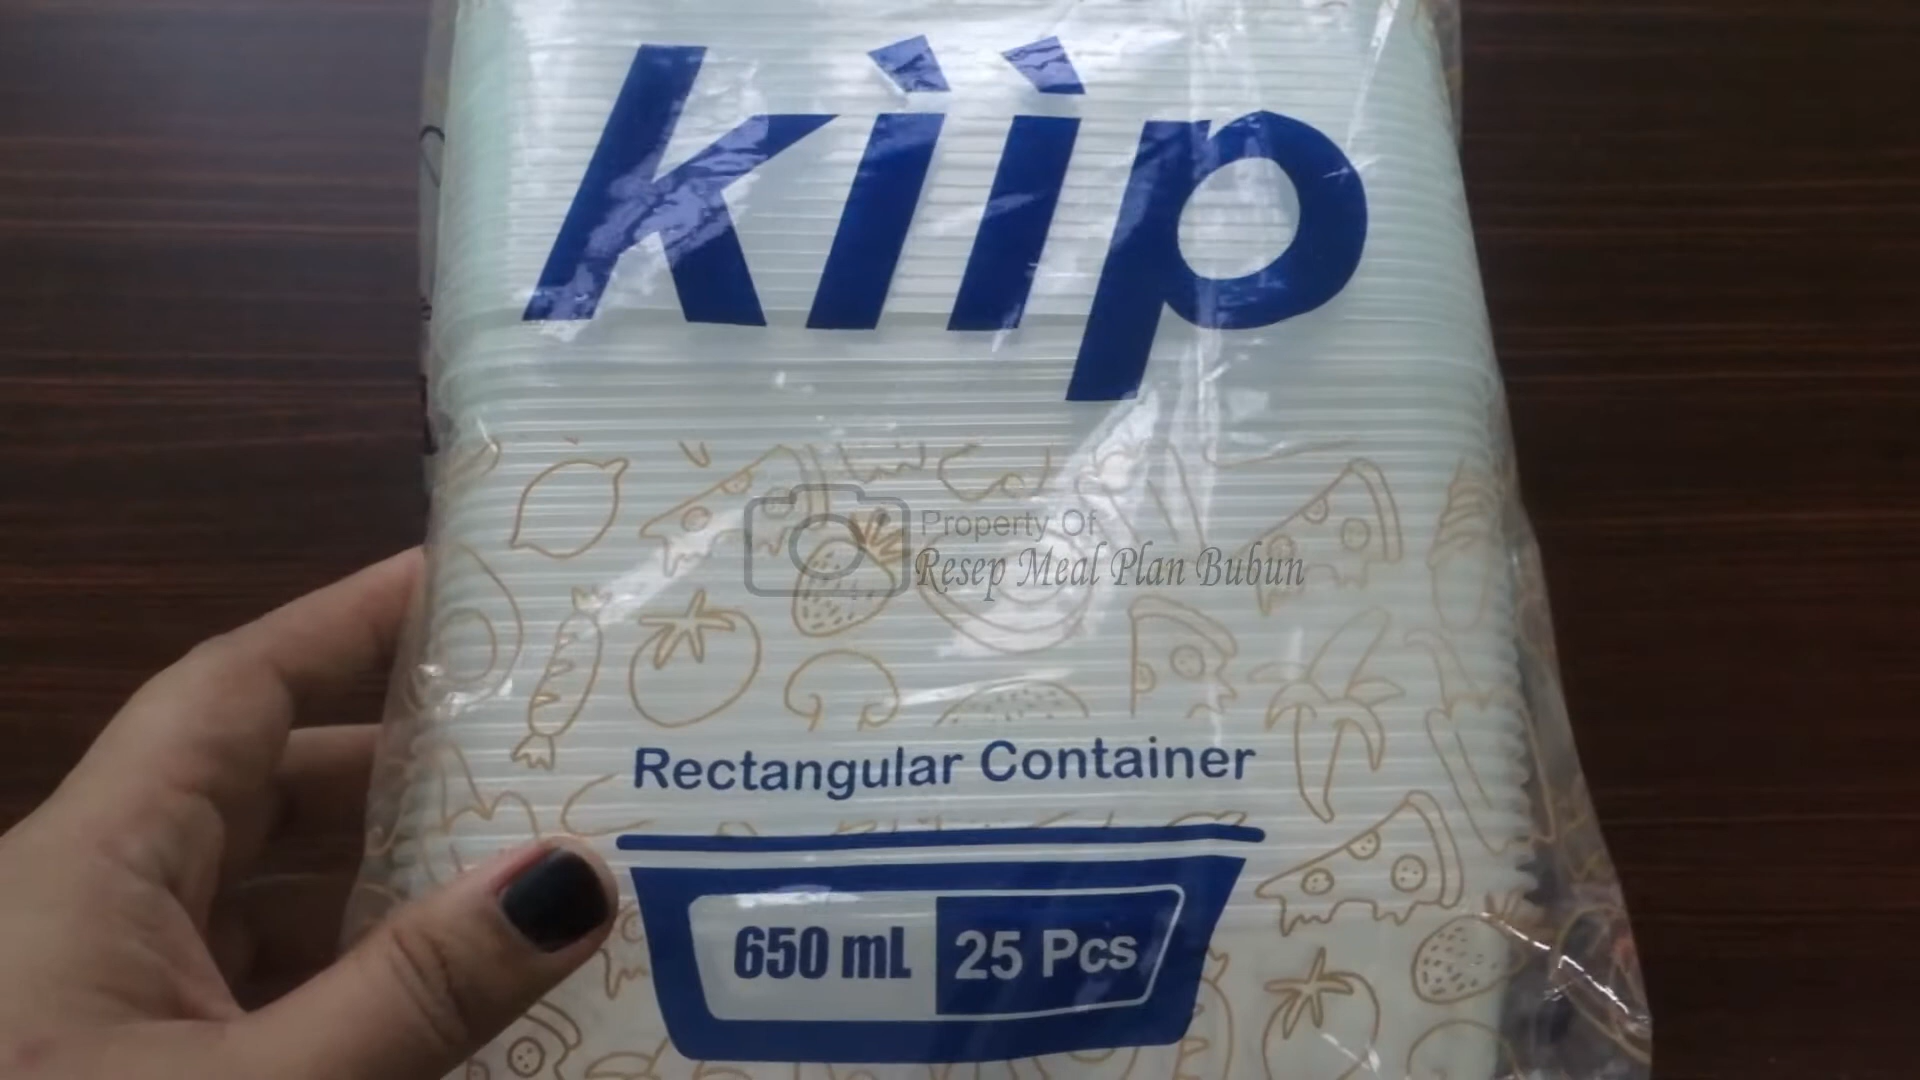 kiip
Property Of
Resep Meal Plan Bubun
Rectangular Container
650 mL 25 Pcs